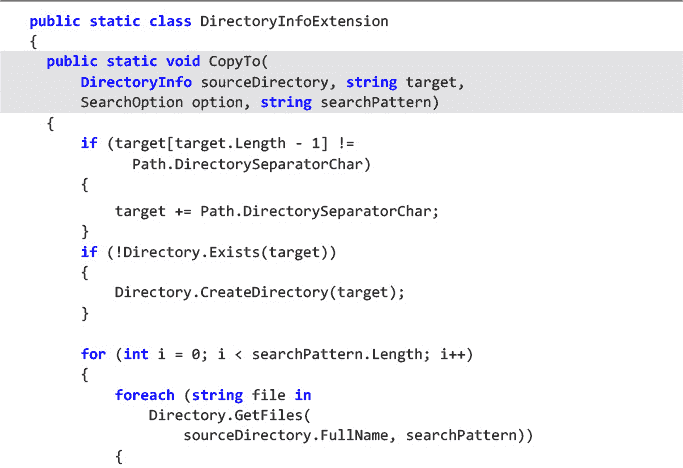 public static class DirectoryInfoExtension
{
public static void CopyTo(
DirectoryInfo sourceDirectory, string target,
SearchOption option, string searchPattern)
{
if (target[target.Length - 1] !=
Path.DirectorySeparatorChar)
{
target += Path.DirectorySeparatorChar;
}
if (!Directory.Exists(target))
{
Directory.CreateDirectory(target);
}
for (int i = 0; i < searchPattern.Length; i++)
{
foreach (string file in
Directory.GetFiles(
sourceDirectory.FullName, searchPattern))
{